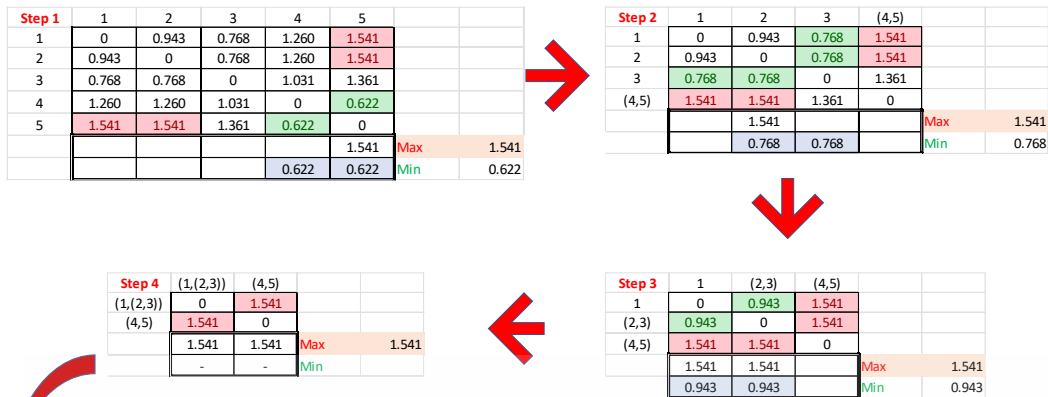 Step 1 1 2 3 4 5
1 0 0.943 0.768 1.260 1.541
2 0.943 0 0.768 1.260 1.541
3 0.768 0.768 0 1.031 1.361
4 1.260 1.260 1.031 0 0.622
5 1.541 1.541 1.361 0.622 0
1.541 Max 1.541
0.622 0.622 Min 0.622
Step 2 1 2 3 (4,5)
1 0 0.943 0.768 1.541
2 0.943 0 0.768 1.541
3 0.768 0.768 0 1.361
(4,5) 1.541 1.541 1.361 0
1.541 Max 1.541
0.768 0.768 Min 0.768
Step 4 (1,(2,3)) (4,5)
(1,(2,3)) 0 1.541
(4,5) 1.541 0
1.541 1.541 Max 1.541
- - Min
Step 3 1 (2,3) (4,5)
1 0 0.943 1.541
(2,3) 0.943 0 1.541
(4,5) 1.541 1.541 0
1.541 1.541 Max 1.541
0.943 0.943 Min 0.943